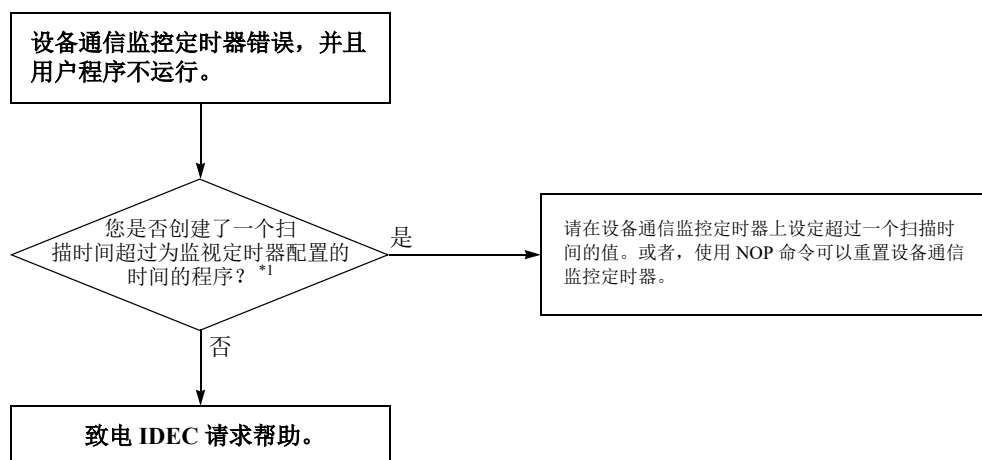 设备通信监控定时器错误，并且
用户程序不运行。
您是否创建了一个扫
描时间超过为监视定时器配置的
时间的程序？*1
是
请在设备通信监控定时器上设定超过一个扫描时
间的值。或者，使用 NOP 命令可以重置设备通信
监控定时器。
否
致电 IDEC 请求帮助。